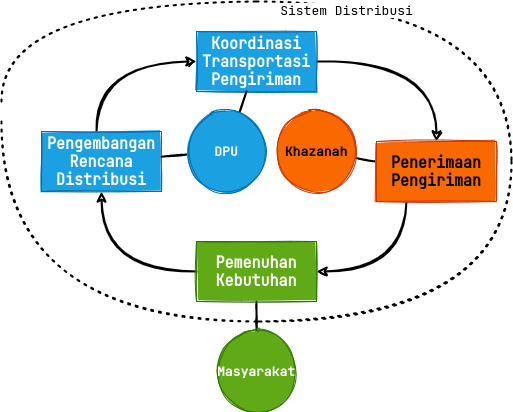 Sistem Distribusi
Koordinasi
Transportasi
Pengiriman
Pengembangan
Rencana
Distribusi
DPU
Khazanah
Penerimaan
Pengiriman
Pemenuhan
Kebutuhan
Masyarakat